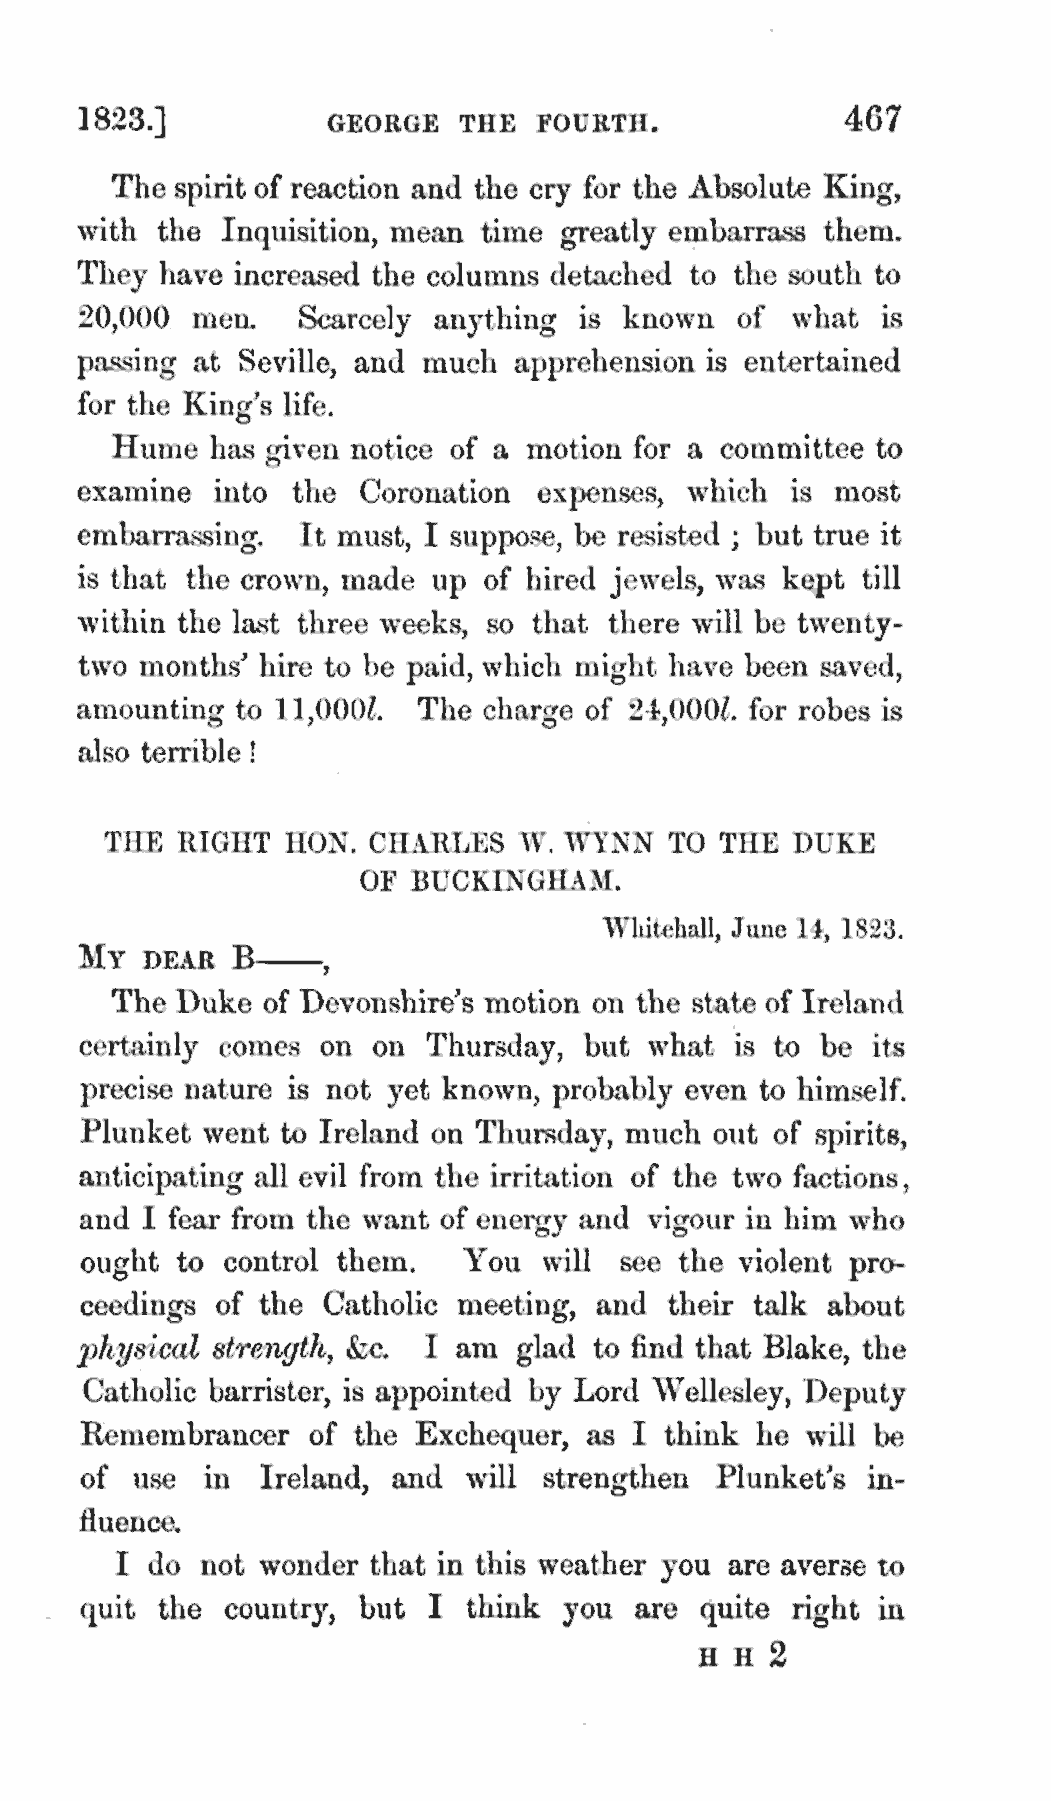 1823.] GEORGE THE FOURTH. 467
The spirit of reaction and the cry for the Absolute King,
with the Inquisition, mean time greatly embarrass them.
They have increased the columns detached to the south to
20,000 men. Scarcely anything is known of what is
passing at Seville, and much apprehension is entertained
for the King's life.
Hume has given notice of a motion for a committee to
examine into the Coronation expenses, which is most
embarrassing. It must, I suppose, be resisted ; but true it
is that the crown, made up of hired jewels, was kept till
within the last three weeks, so that there will be twenty-
two months' hire to be paid, which might have been saved,
amounting to 11,000l. The charge of 24,000l. for robes is
also terrible !
THE RIGHT HON. CHARLES W. WYNN TO THE DUKE
OF BUCKINGHAM.
Whitehall, June 14, 1823.
MY DEAR B——,
The Duke of Devonshire's motion on the state of Ireland
certainly comes on on Thursday, but what is to be its
precise nature is not yet known, probably even to himself.
Plunket went to Ireland on Thursday, much out of spirits,
anticipating all evil from the irritation of the two factions,
and I fear from the want of energy and vigour in him who
ought to control them. You will see the violent pro-
ceedings of the Catholic meeting, and their talk about
physical strength, &c. I am glad to find that Blake, the
Catholic barrister, is appointed by Lord Wellesley, Deputy
Remembrancer of the Exchequer, as I think he will be
of use in Ireland, and will strengthen Plunket's in-
fluence.
I do not wonder that in this weather you are averse to
quit the country, but I think you are quite right in
H H 2